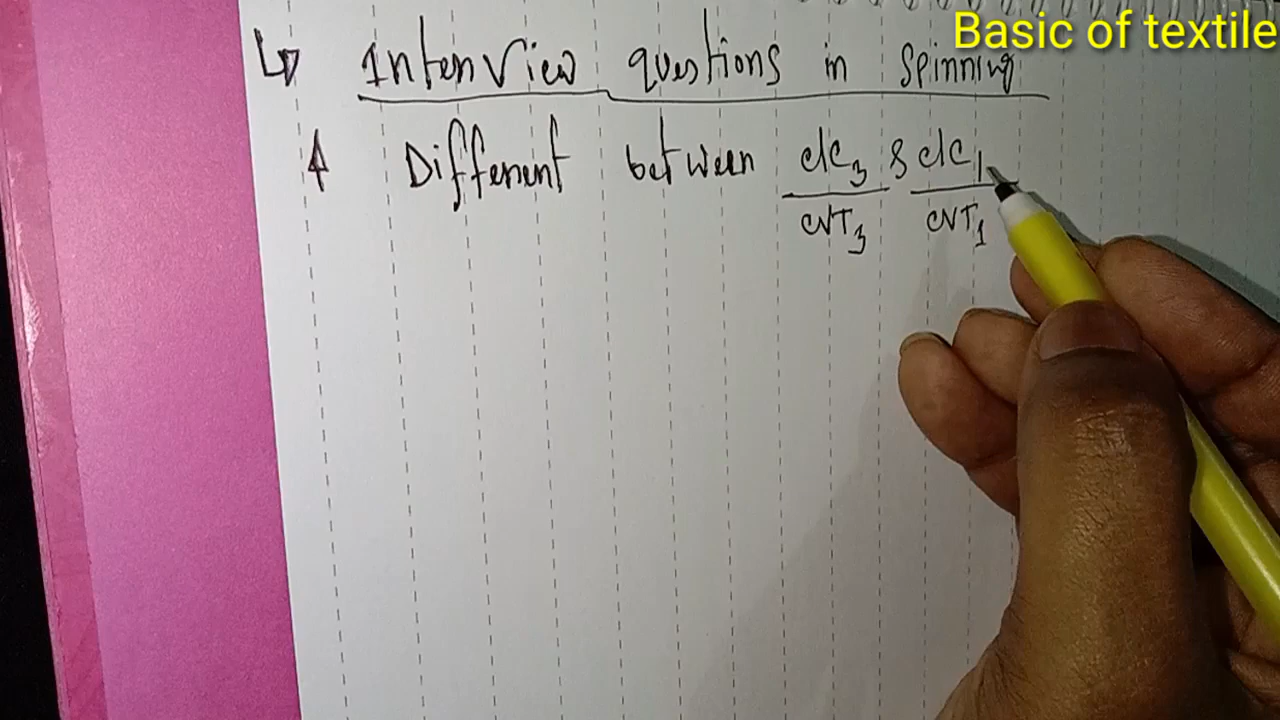 Basic of textile
Interview questions in spinning
Different between clc3 & clc1
CVT3 CVT1